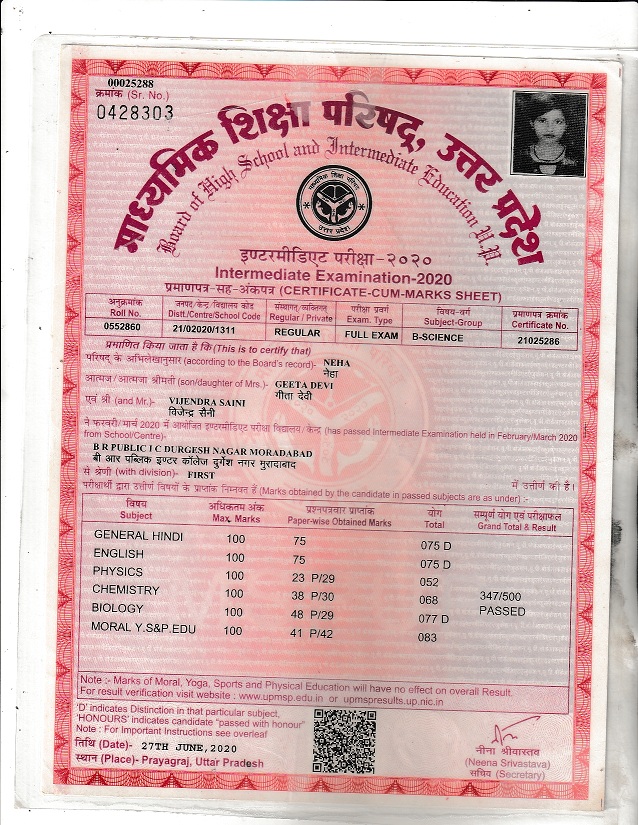 00025288
क्रमांक (Sr. No.)
0428303
माध्यमिक शिक्षा परिषद्, उत्तर प्रदेश
Board of High School and Intermediate Education U.P.
माध्यमिक शिक्षा परिषद
उत्तर प्रदेश
इण्टरमीडिएट परीक्षा-२०२०
Intermediate Examination-2020
प्रमाणपत्र-सह-अंकपत्र (CERTIFICATE-CUM-MARKS SHEET)
अनुक्रमांक जनपद/केन्द्र/विद्यालय कोड संस्थागत/व्यक्तिगत परीक्षा प्रवर्ग विषय-वर्ग प्रमाणपत्र क्रमांक
Roll No. Distt./Centre/School Code Regular / Private Exam. Type Subject-Group Certificate No.
0552860 21/02020/1311 REGULAR FULL EXAM B-SCIENCE 21025286
प्रमाणित किया जाता है कि (This is to certify that)
परिषद के अभिलेखानुसार (according to the Board's record)- NEHA
नेहा
आत्मज/आत्मजा श्रीमती (son/daughter of Mrs.)- GEETA DEVI
गीता देवी
एवं श्री (and Mr.)- VIJENDRA SAINI
विजेन्द्र सैनी
ने फरवरी/मार्च 2020 में आयोजित इण्टरमीडिएट परीक्षा विद्यालय/केन्द्र (has passed Intermediate Examination held in February/March 2020
from School/Centre)-
B R PUBLIC I C DURGESH NAGAR MORADABAD
बी आर पब्लिक इण्टर कॉलेज दुर्गेश नगर मुरादाबाद
से श्रेणी (with division)- FIRST में उत्तीर्ण की है।
परीक्षार्थी द्वारा उत्तीर्ण विषयों के प्राप्तांक निम्नवत हैं (Marks obtained by the candidate in passed subjects are as under) :-
विषय अधिकतम अंक प्रश्नपत्रवार प्राप्तांक योग सम्पूर्ण योग एवं परीक्षाफल
Subject Max. Marks Paper-wise Obtained Marks Total Grand Total & Result
GENERAL HINDI 100 75 075 D
ENGLISH 100 75 075 D
PHYSICS 100 23 P/29 052
CHEMISTRY 100 38 P/30 068 347/500
BIOLOGY 100 48 P/29 077 D PASSED
MORAL Y.S&P.EDU 100 41 P/42 083
Note :- Marks of Moral, Yoga, Sports and Physical Education will have no effect on overall Result.
For result verification visit website : www.upmsp.edu.in or upmspresults.up.nic.in
'D' indicates Distinction in that particular subject,
'HONOURS' indicates candidate "passed with honour"
Note : For Important Instructions see overleaf
तिथि (Date)- 27TH JUNE, 2020
स्थान (Place)- Prayagraj, Uttar Pradesh
नीना श्रीवास्तव
(Neena Srivastava)
सचिव (Secretary)